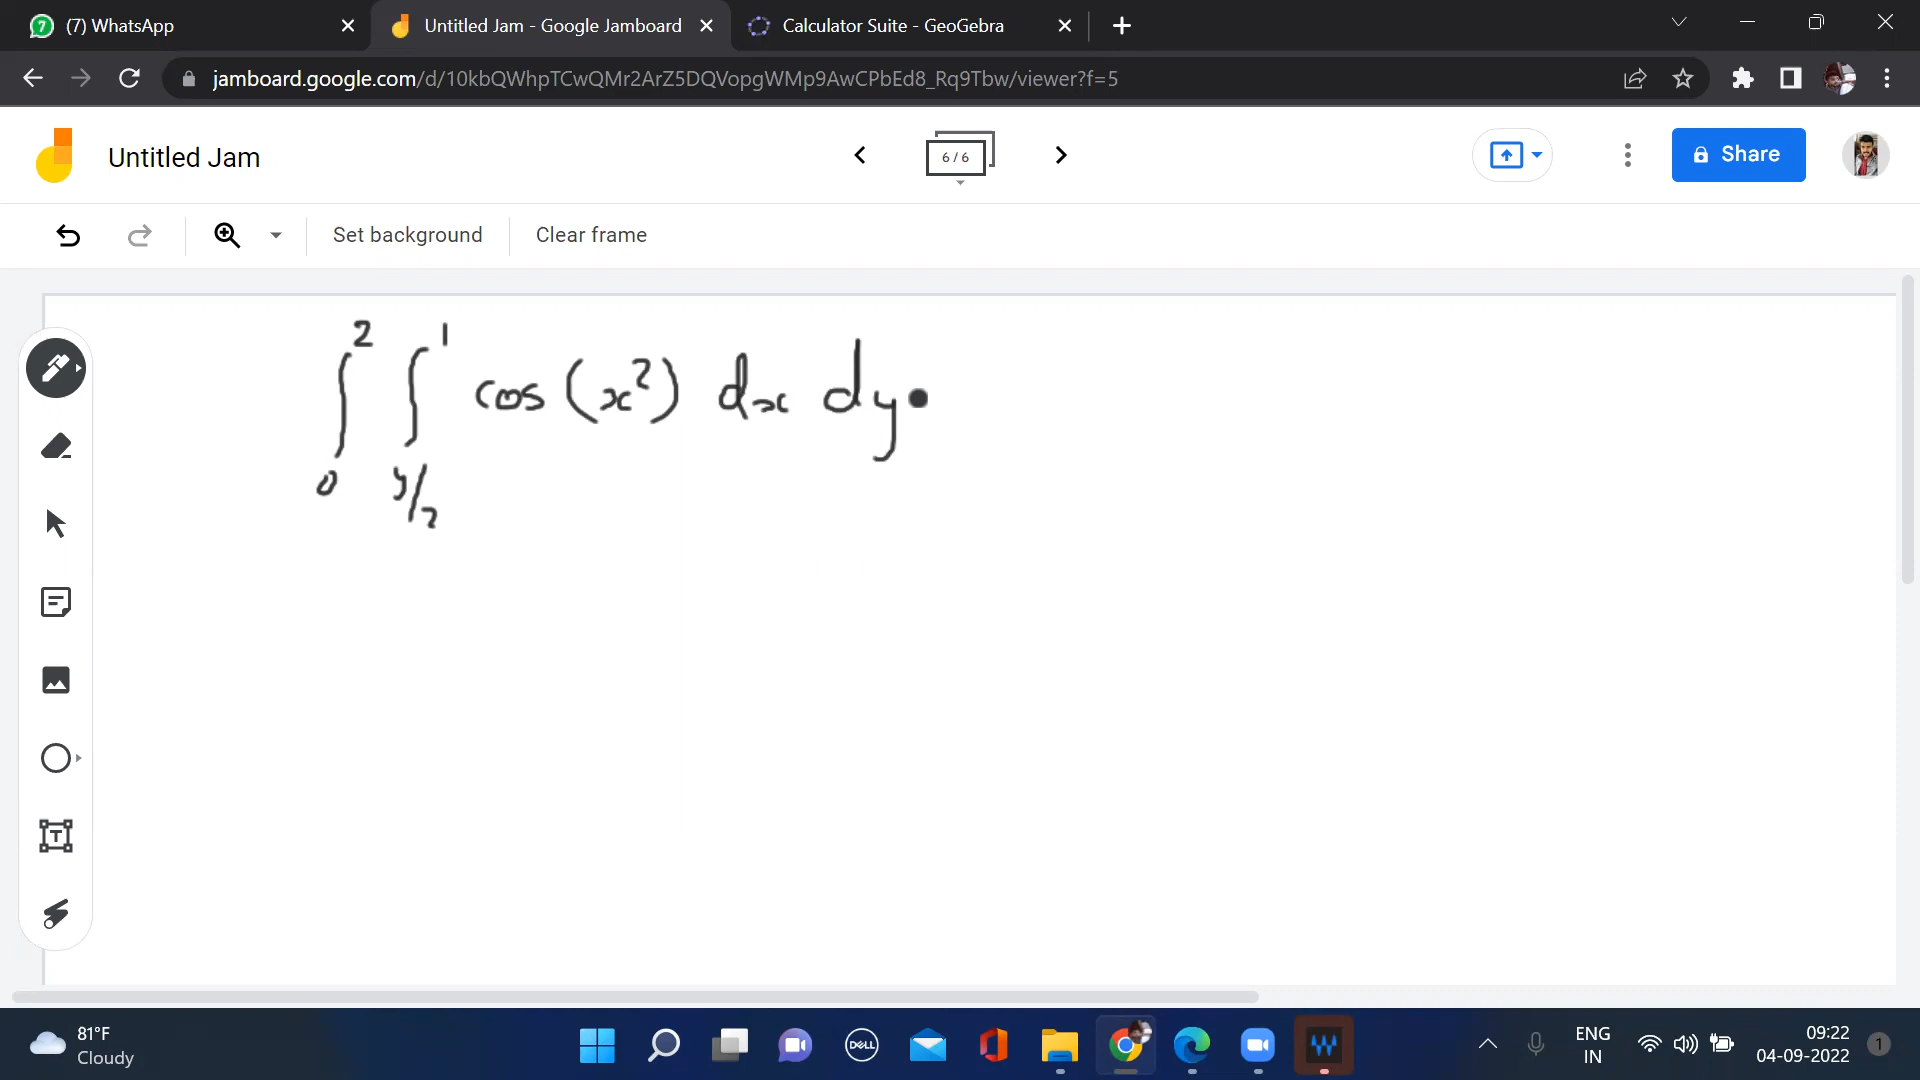 (7) WhatsApp
Untitled Jam - Google Jamboard
Calculator Suite - GeoGebra
jamboard.google.com/d/10kbQWhpTCwQMr2ArZ5DQVopgWMp9AwCPbEd8_Rq9Tbw/viewer?f=5
Untitled Jam
6 / 6
Share
Set background
Clear frame
∫₀² ∫_{y/2}^1 cos(x²) dx dy
81°F
Cloudy
DELL
ENG
IN
09:22
04-09-2022
1